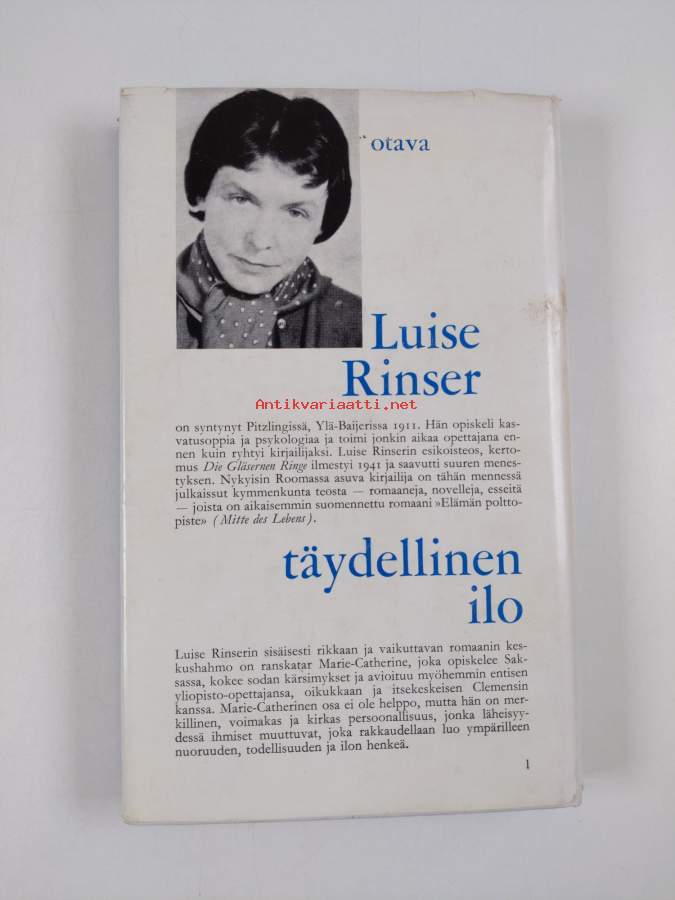 otava
Luise
Rinser
Antikvariaatti.net
on syntynyt Pitzlingissä, Ylä-Baijerissa 1911. Hän opiskeli kas-
vatusoppia ja psykologiaa ja toimi jonkin aikaa opettajana en-
nen kuin ryhtyi kirjailijaksi. Luise Rinserin esikoisteos, kerto-
mus Die Gläsernen Ringe ilmestyi 1941 ja saavutti suuren menes-
tyksen. Nykyisin Roomassa asuva kirjailija on tähän mennessä
julkaissut kymmenkunta teosta — romaaneja, novelleja, esseitä
— joista on aikaisemmin suomennettu romaani »Elämän poltto-
piste» (Mitte des Lebens).
täydellinen
ilo
Luise Rinserin sisäisesti rikkaan ja vaikuttavan romaanin kes-
kushahmo on ranskatar Marie-Catherine, joka opiskelee Sak-
sassa, kokee sodan kärsimykset ja avioituu myöhemmin entisen
yliopisto-opettajansa, oikukkaan ja itsekeskeisen Clemensin
kanssa. Marie-Catherinen osa ei ole helppo, mutta hän on mer-
killinen, voimakas ja kirkas persoonallisuus, jonka läheisyy-
dessä ihmiset muuttuvat, joka rakkaudellaan luo ympärilleen
nuoruuden, todellisuuden ja ilon henkeä.
1